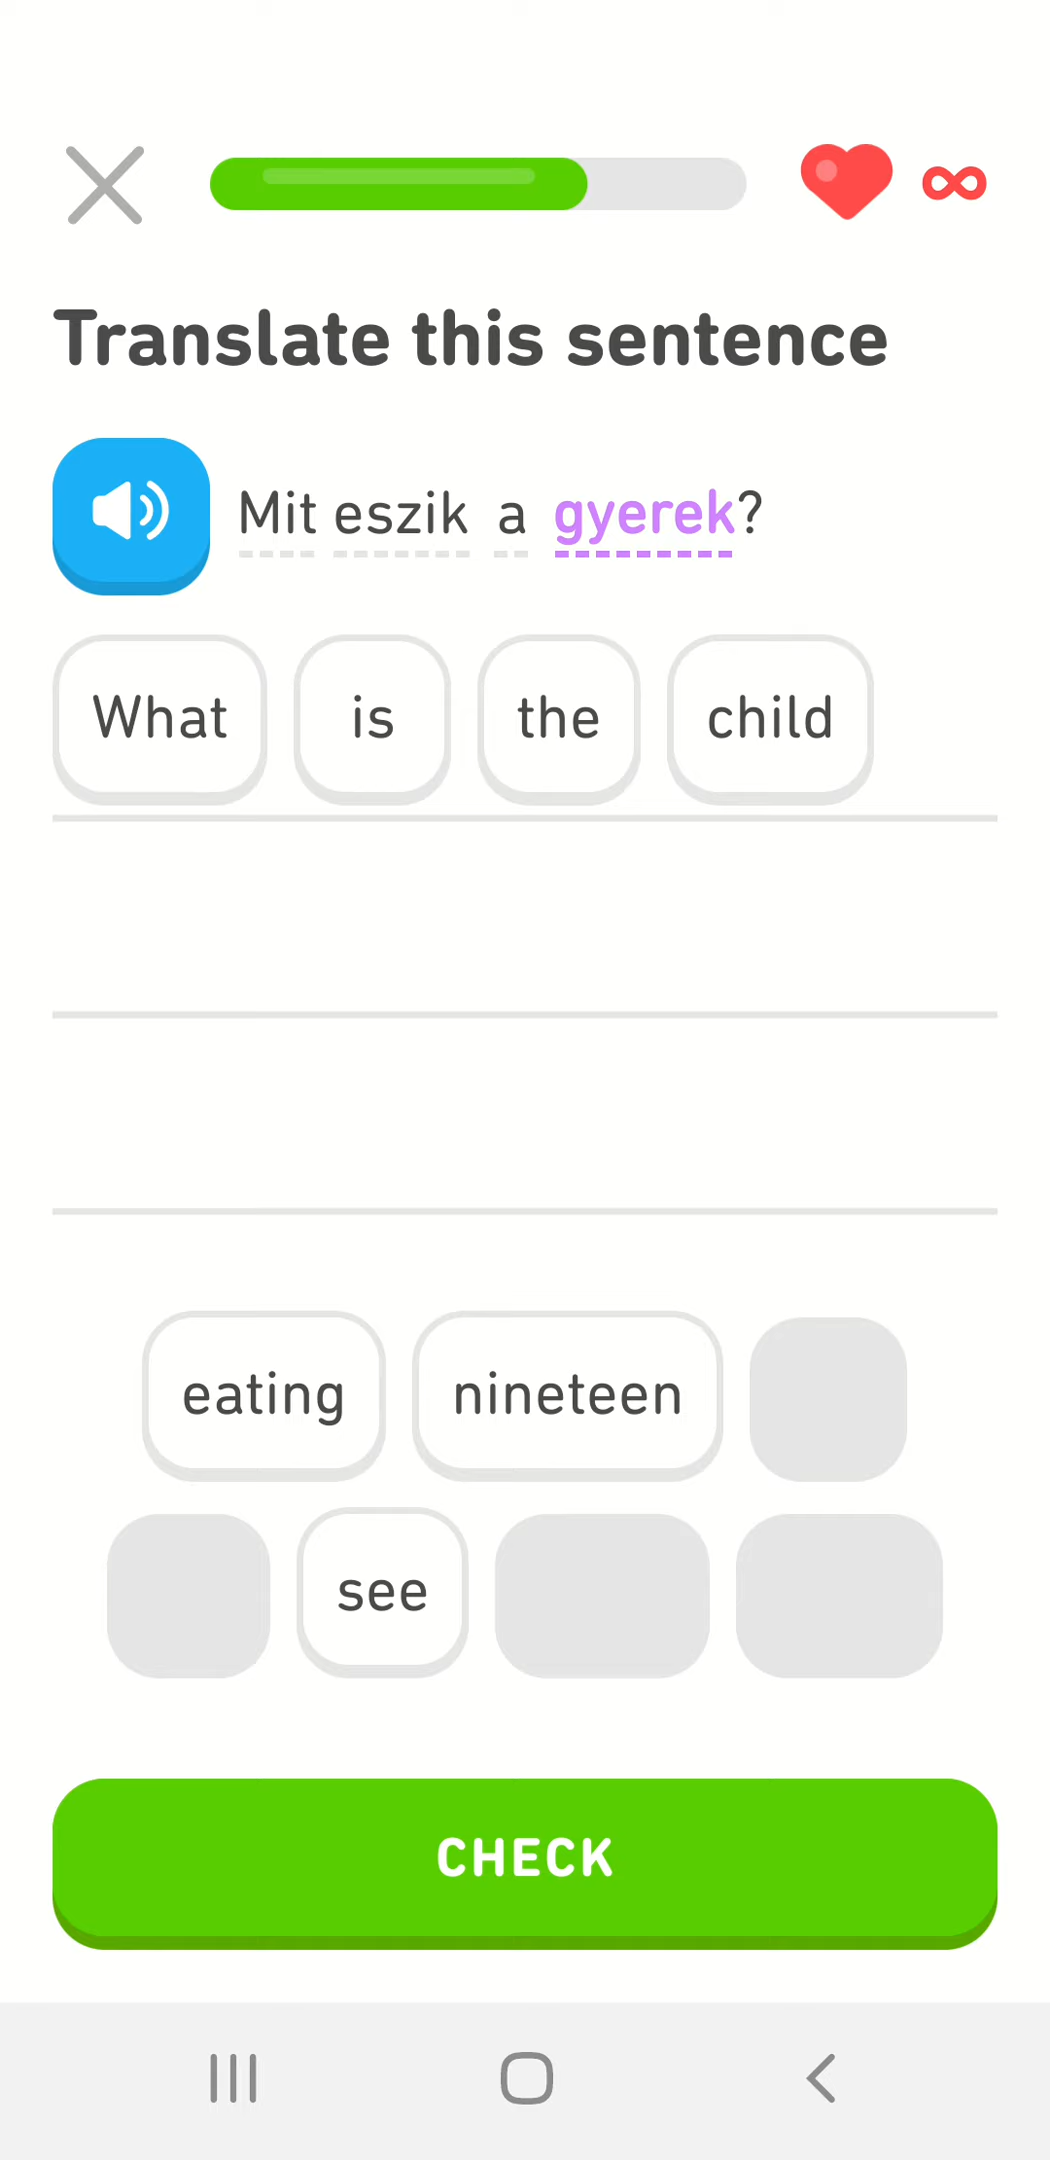 Translate this sentence
Mit eszik a gyerek?
What is the child
eating nineteen
see
CHECK